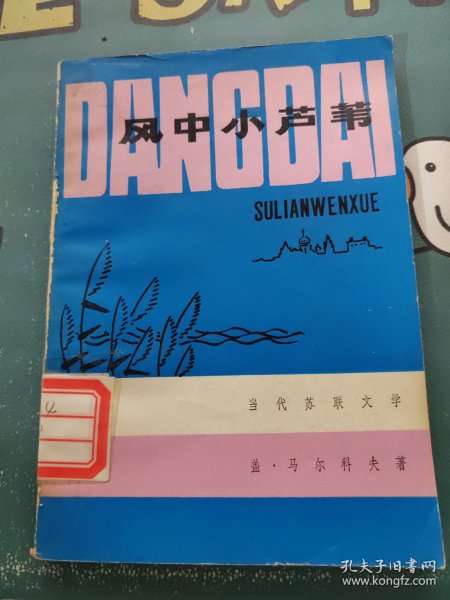 DANGDAI
风中小芦苇
SULIANWENXUE
当代苏联文学
盖·马尔科夫著
4
孔夫子旧书网
www.kongfz.com